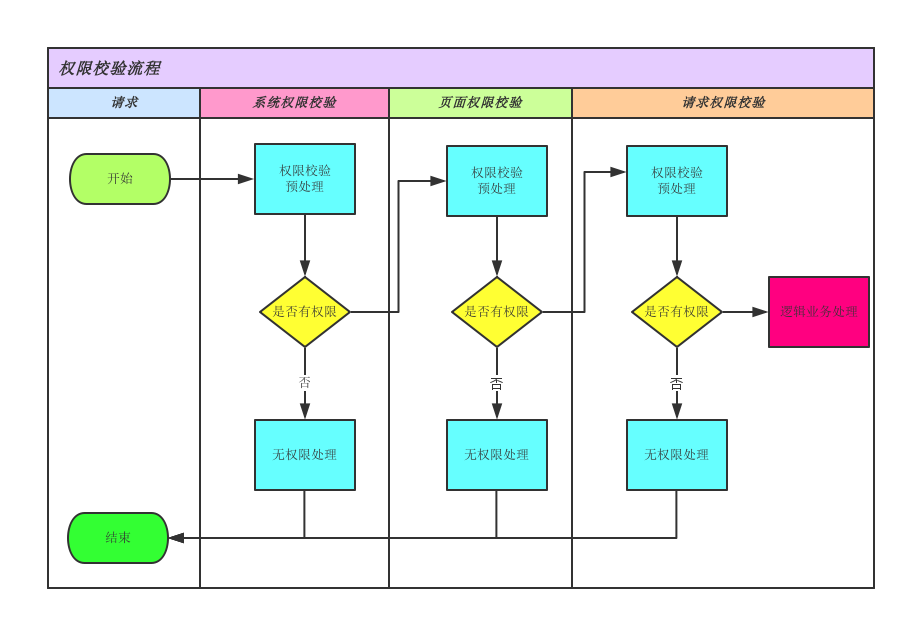 权限校验流程
请求
系统权限校验
页面权限校验
请求权限校验
开始
权限校验
预处理
权限校验
预处理
权限校验
预处理
是否有权限
是否有权限
是否有权限
逻辑业务处理
否
否
否
无权限处理
无权限处理
无权限处理
结束